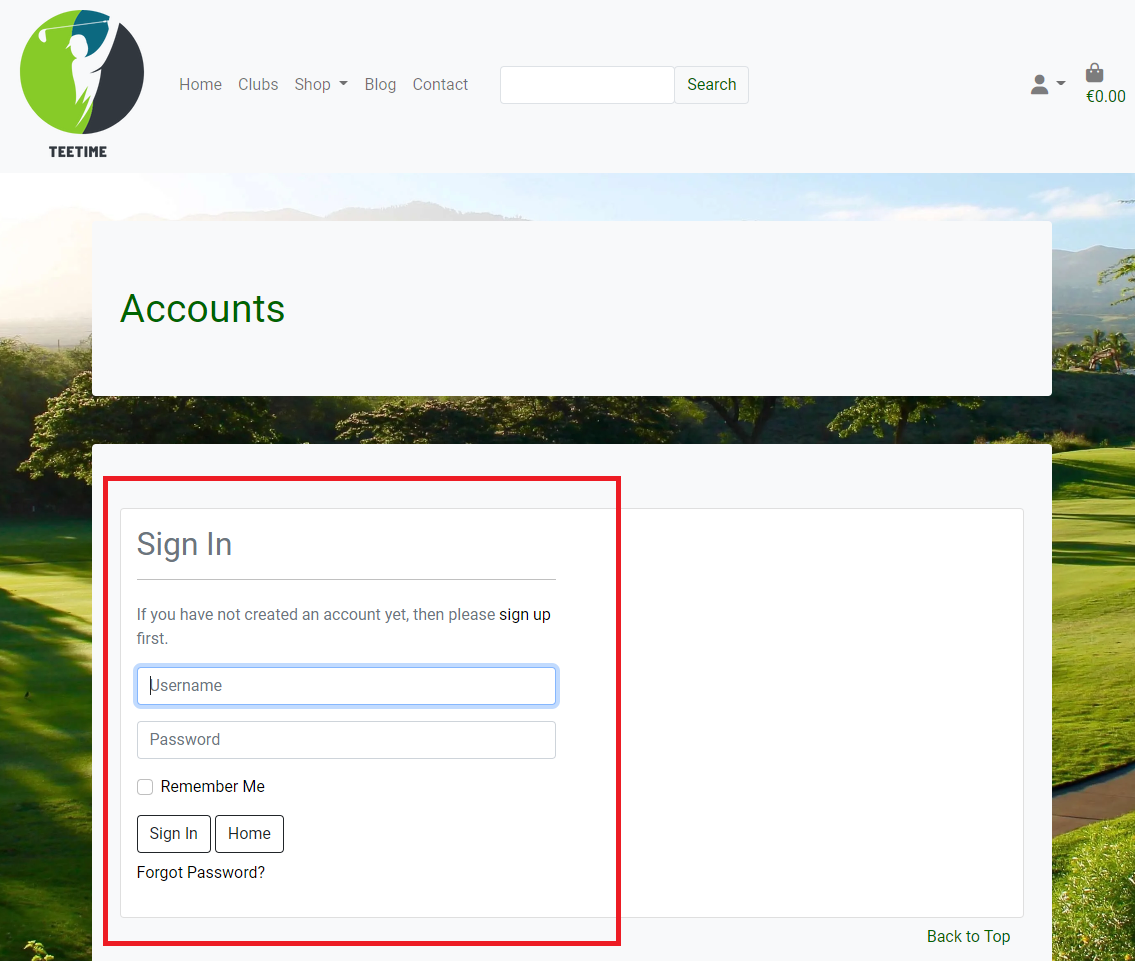 TEETIME
Home Clubs Shop Blog Contact Search
€0.00
Accounts
Sign In
If you have not created an account yet, then please sign up
first.
Username
Password
Remember Me
Sign In Home
Forgot Password?
Back to Top